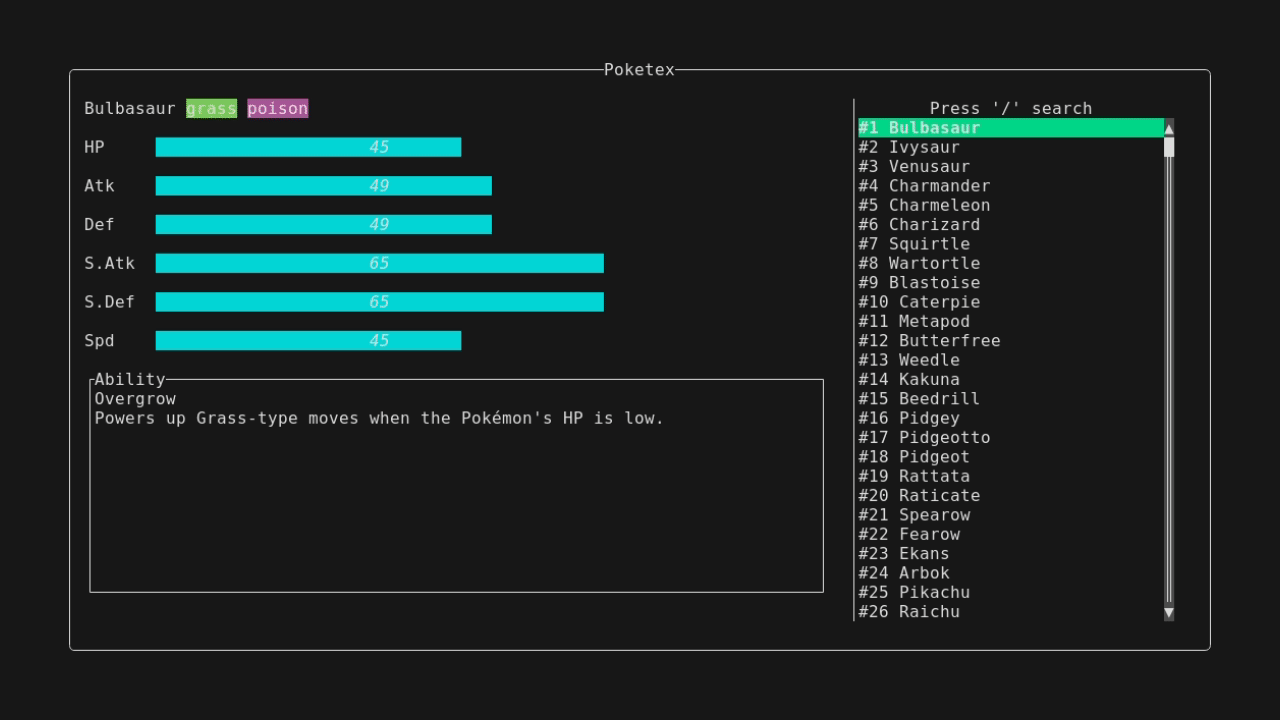 Poketex
Bulbasaur grass poison
HP 45
Atk 49
Def 49
S.Atk 65
S.Def 65
Spd 45
Ability
Overgrow
Powers up Grass-type moves when the Pokémon's HP is low.
Press '/' search
#1 Bulbasaur
#2 Ivysaur
#3 Venusaur
#4 Charmander
#5 Charmeleon
#6 Charizard
#7 Squirtle
#8 Wartortle
#9 Blastoise
#10 Caterpie
#11 Metapod
#12 Butterfree
#13 Weedle
#14 Kakuna
#15 Beedrill
#16 Pidgey
#17 Pidgeotto
#18 Pidgeot
#19 Rattata
#20 Raticate
#21 Spearow
#22 Fearow
#23 Ekans
#24 Arbok
#25 Pikachu
#26 Raichu